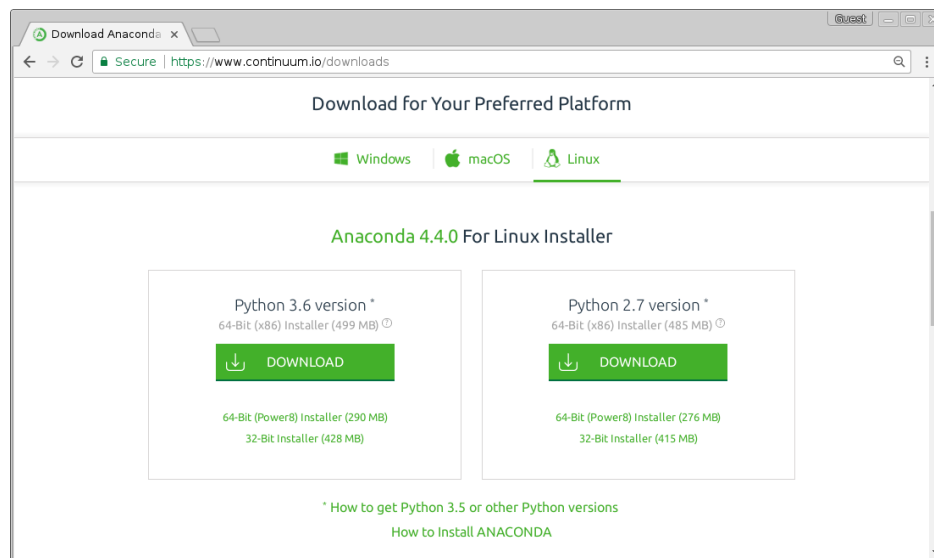 Guest
Download Anaconda
Secure | https://www.continuum.io/downloads
Download for Your Preferred Platform
Windows macOS Linux
Anaconda 4.4.0 For Linux Installer
Python 3.6 version *
64-Bit (x86) Installer (499 MB) ?
DOWNLOAD
64-Bit (Power8) Installer (290 MB)
32-Bit Installer (428 MB)
Python 2.7 version *
64-Bit (x86) Installer (485 MB) ?
DOWNLOAD
64-Bit (Power8) Installer (276 MB)
32-Bit Installer (415 MB)
* How to get Python 3.5 or other Python versions
How to Install ANACONDA